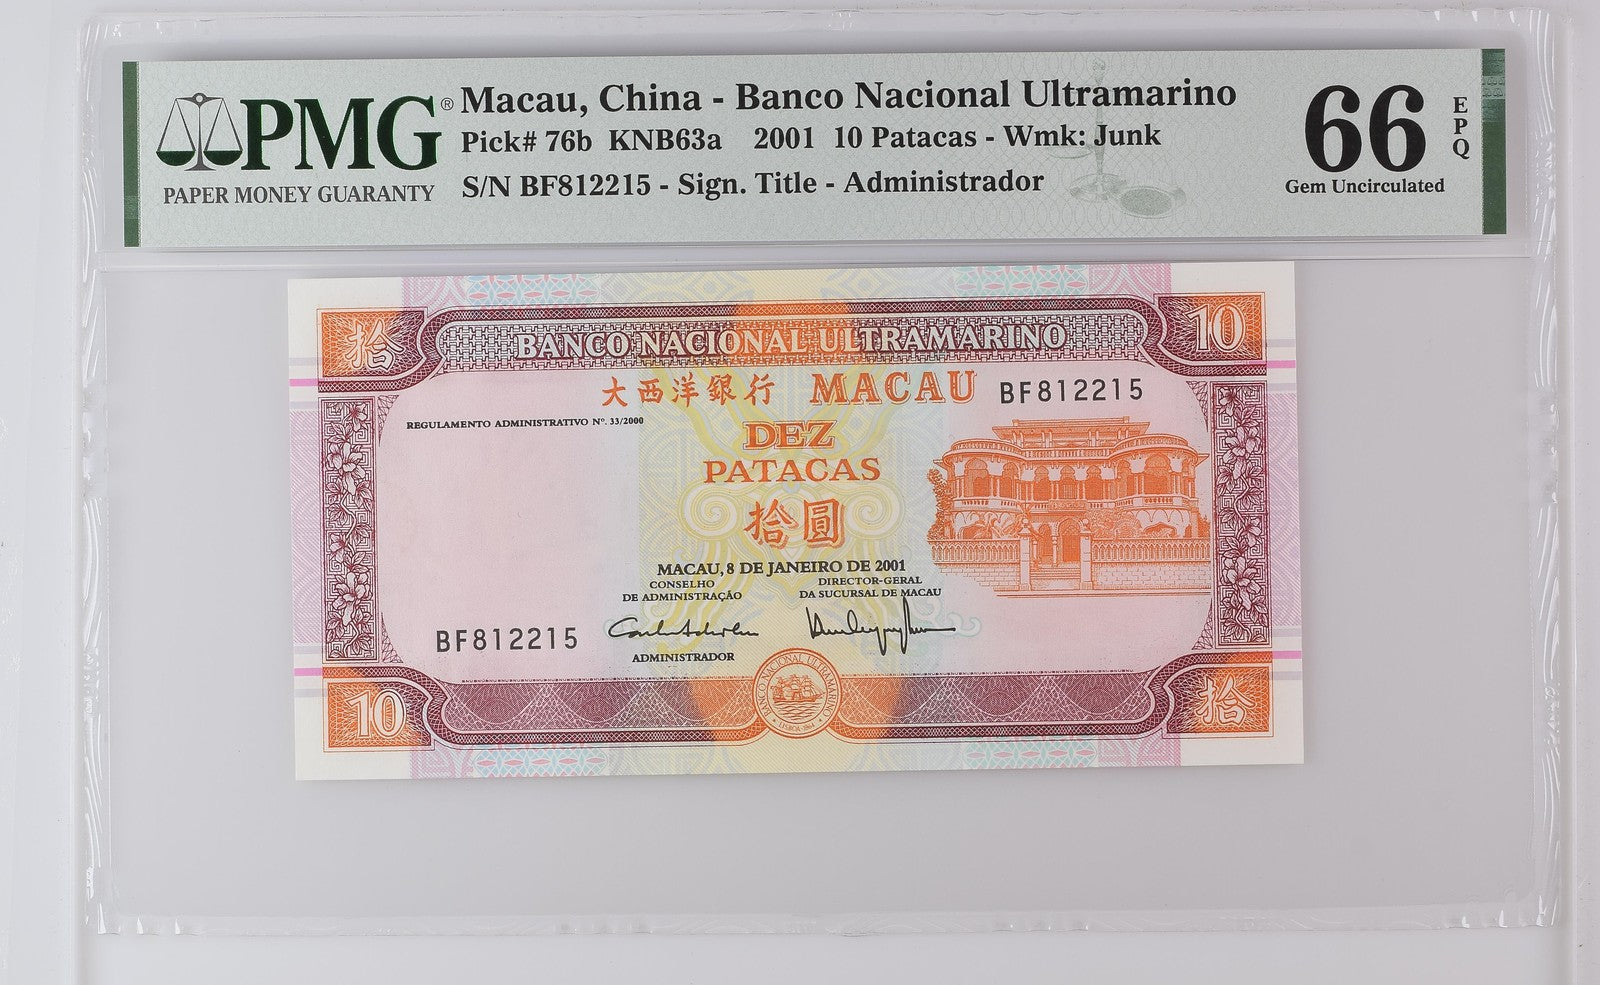 PMG®
PAPER MONEY GUARANTY
Macau, China - Banco Nacional Ultramarino
Pick# 76b KNB63a 2001 10 Patacas - Wmk: Junk
S/N BF812215 - Sign. Title - Administrador
66 EPQ
Gem Uncirculated
拾
BANCO NACIONAL ULTRAMARINO
10
大西洋銀行 MACAU BF812215
REGULAMENTO ADMINISTRATIVO Nº. 33/2000
DEZ
PATACAS
拾圓
MACAU, 8 DE JANEIRO DE 2001
CONSELHO
DE ADMINISTRAÇÃO
DIRECTOR-GERAL
DA SUCURSAL DE MACAU
BF812215
ADMINISTRADOR
BANCO NACIONAL ULTRAMARINO
10
拾